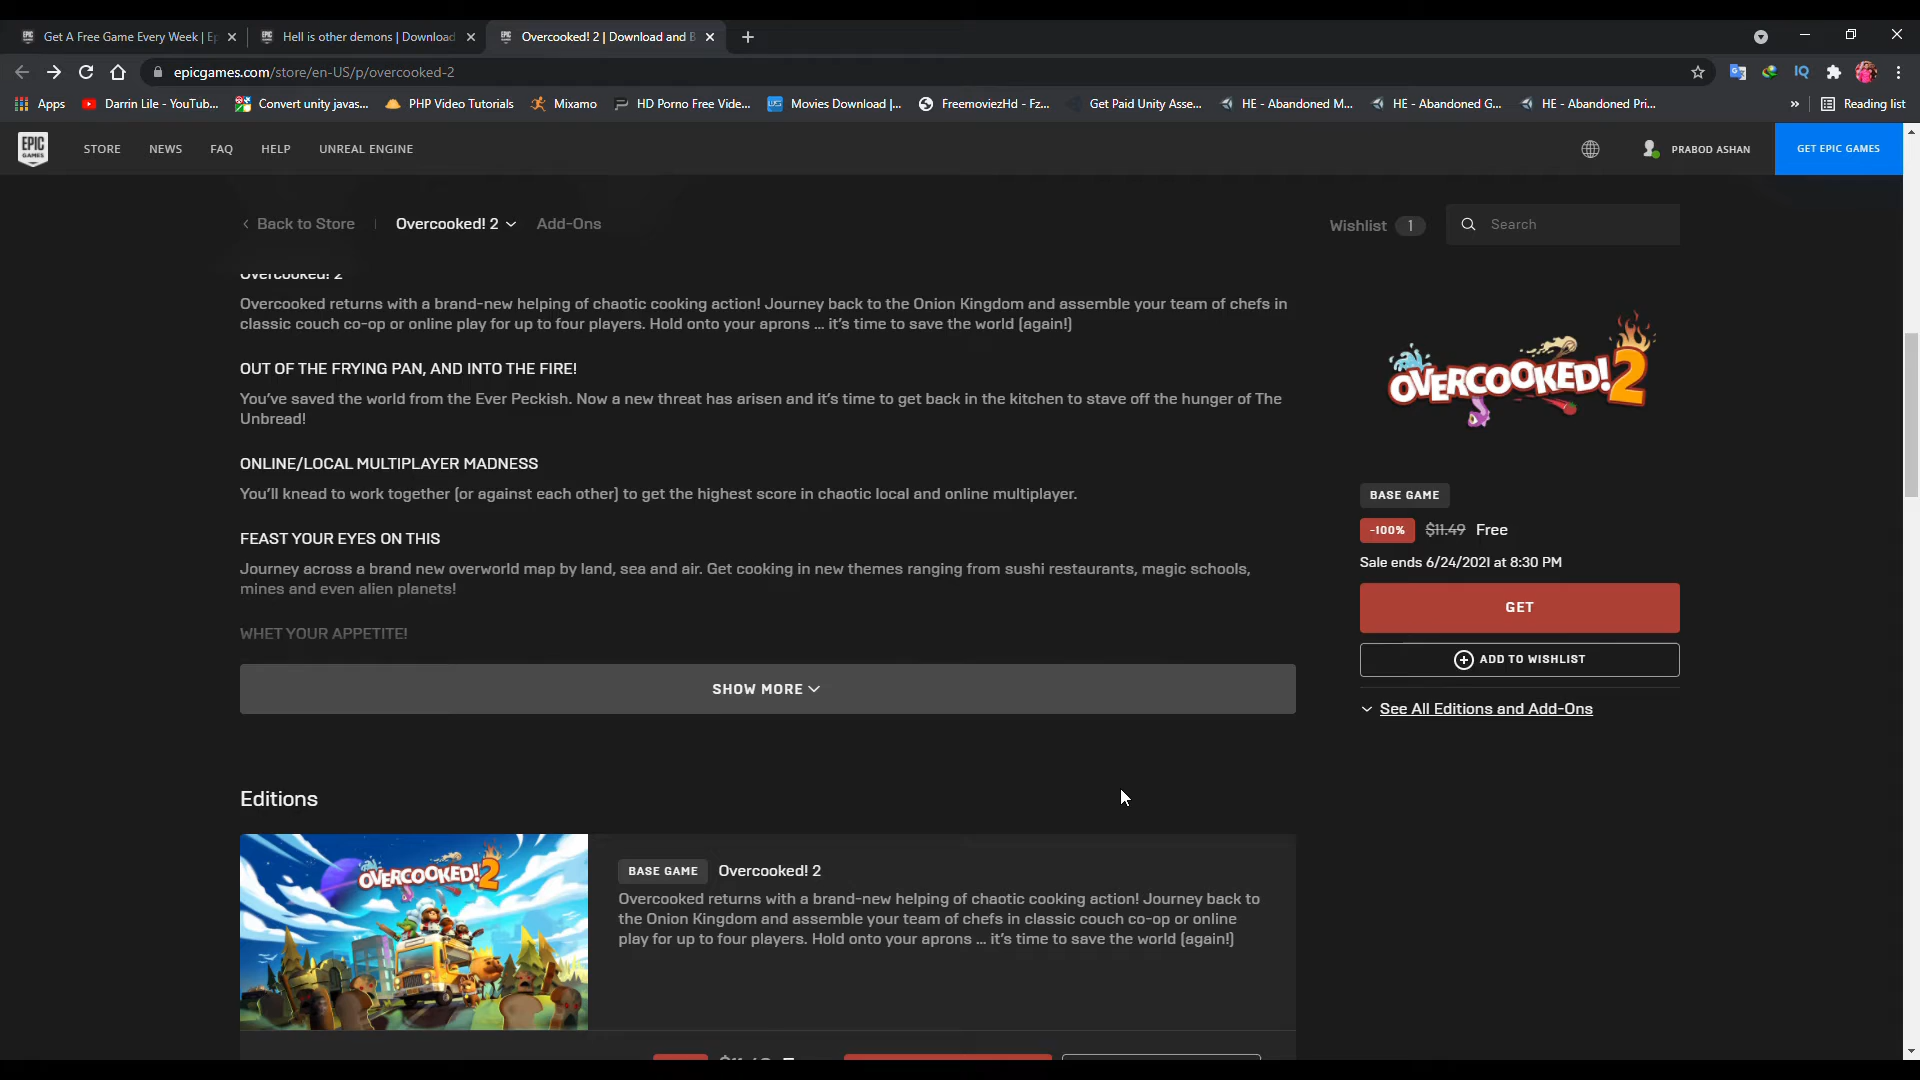 Get A Free Game Every Week | Ep
Hell is other demons | Download
Overcooked! 2 | Download and B
epicgames.com/store/en-US/p/overcooked-2
Apps
Darrin Lile - YouTub...
Convert unity javas...
PHP Video Tutorials
Mixamo
HD Porno Free Vide...
Movies Download |...
FreemoviezHd - Fz...
Get Paid Unity Asse...
HE - Abandoned M...
HE - Abandoned G...
HE - Abandoned Pri...
»
Reading list
EPIC
GAMES
STORE
NEWS
FAQ
HELP
UNREAL ENGINE
PRABOD ASHAN
GET EPIC GAMES
Back to Store
Overcooked! 2
Add-Ons
Wishlist 1
Search
Overcooked! 2
Overcooked returns with a brand-new helping of chaotic cooking action! Journey back to the Onion Kingdom and assemble your team of chefs in
classic couch co-op or online play for up to four players. Hold onto your aprons … it's time to save the world (again!)
OUT OF THE FRYING PAN, AND INTO THE FIRE!
You've saved the world from the Ever Peckish. Now a new threat has arisen and it's time to get back in the kitchen to stave off the hunger of The
Unbread!
ONLINE/LOCAL MULTIPLAYER MADNESS
You'll knead to work together (or against each other) to get the highest score in chaotic local and online multiplayer.
FEAST YOUR EYES ON THIS
Journey across a brand new overworld map by land, sea and air. Get cooking in new themes ranging from sushi restaurants, magic schools,
mines and even alien planets!
WHET YOUR APPETITE!
SHOW MORE
OVERCOOKED! 2
BASE GAME
-100% $11.49 Free
Sale ends 6/24/2021 at 8:30 PM
GET
ADD TO WISHLIST
See All Editions and Add-Ons
Editions
OVERCOOKED! 2
BASE GAME Overcooked! 2
Overcooked returns with a brand-new helping of chaotic cooking action! Journey back to
the Onion Kingdom and assemble your team of chefs in classic couch co-op or online
play for up to four players. Hold onto your aprons … it's time to save the world (again!)